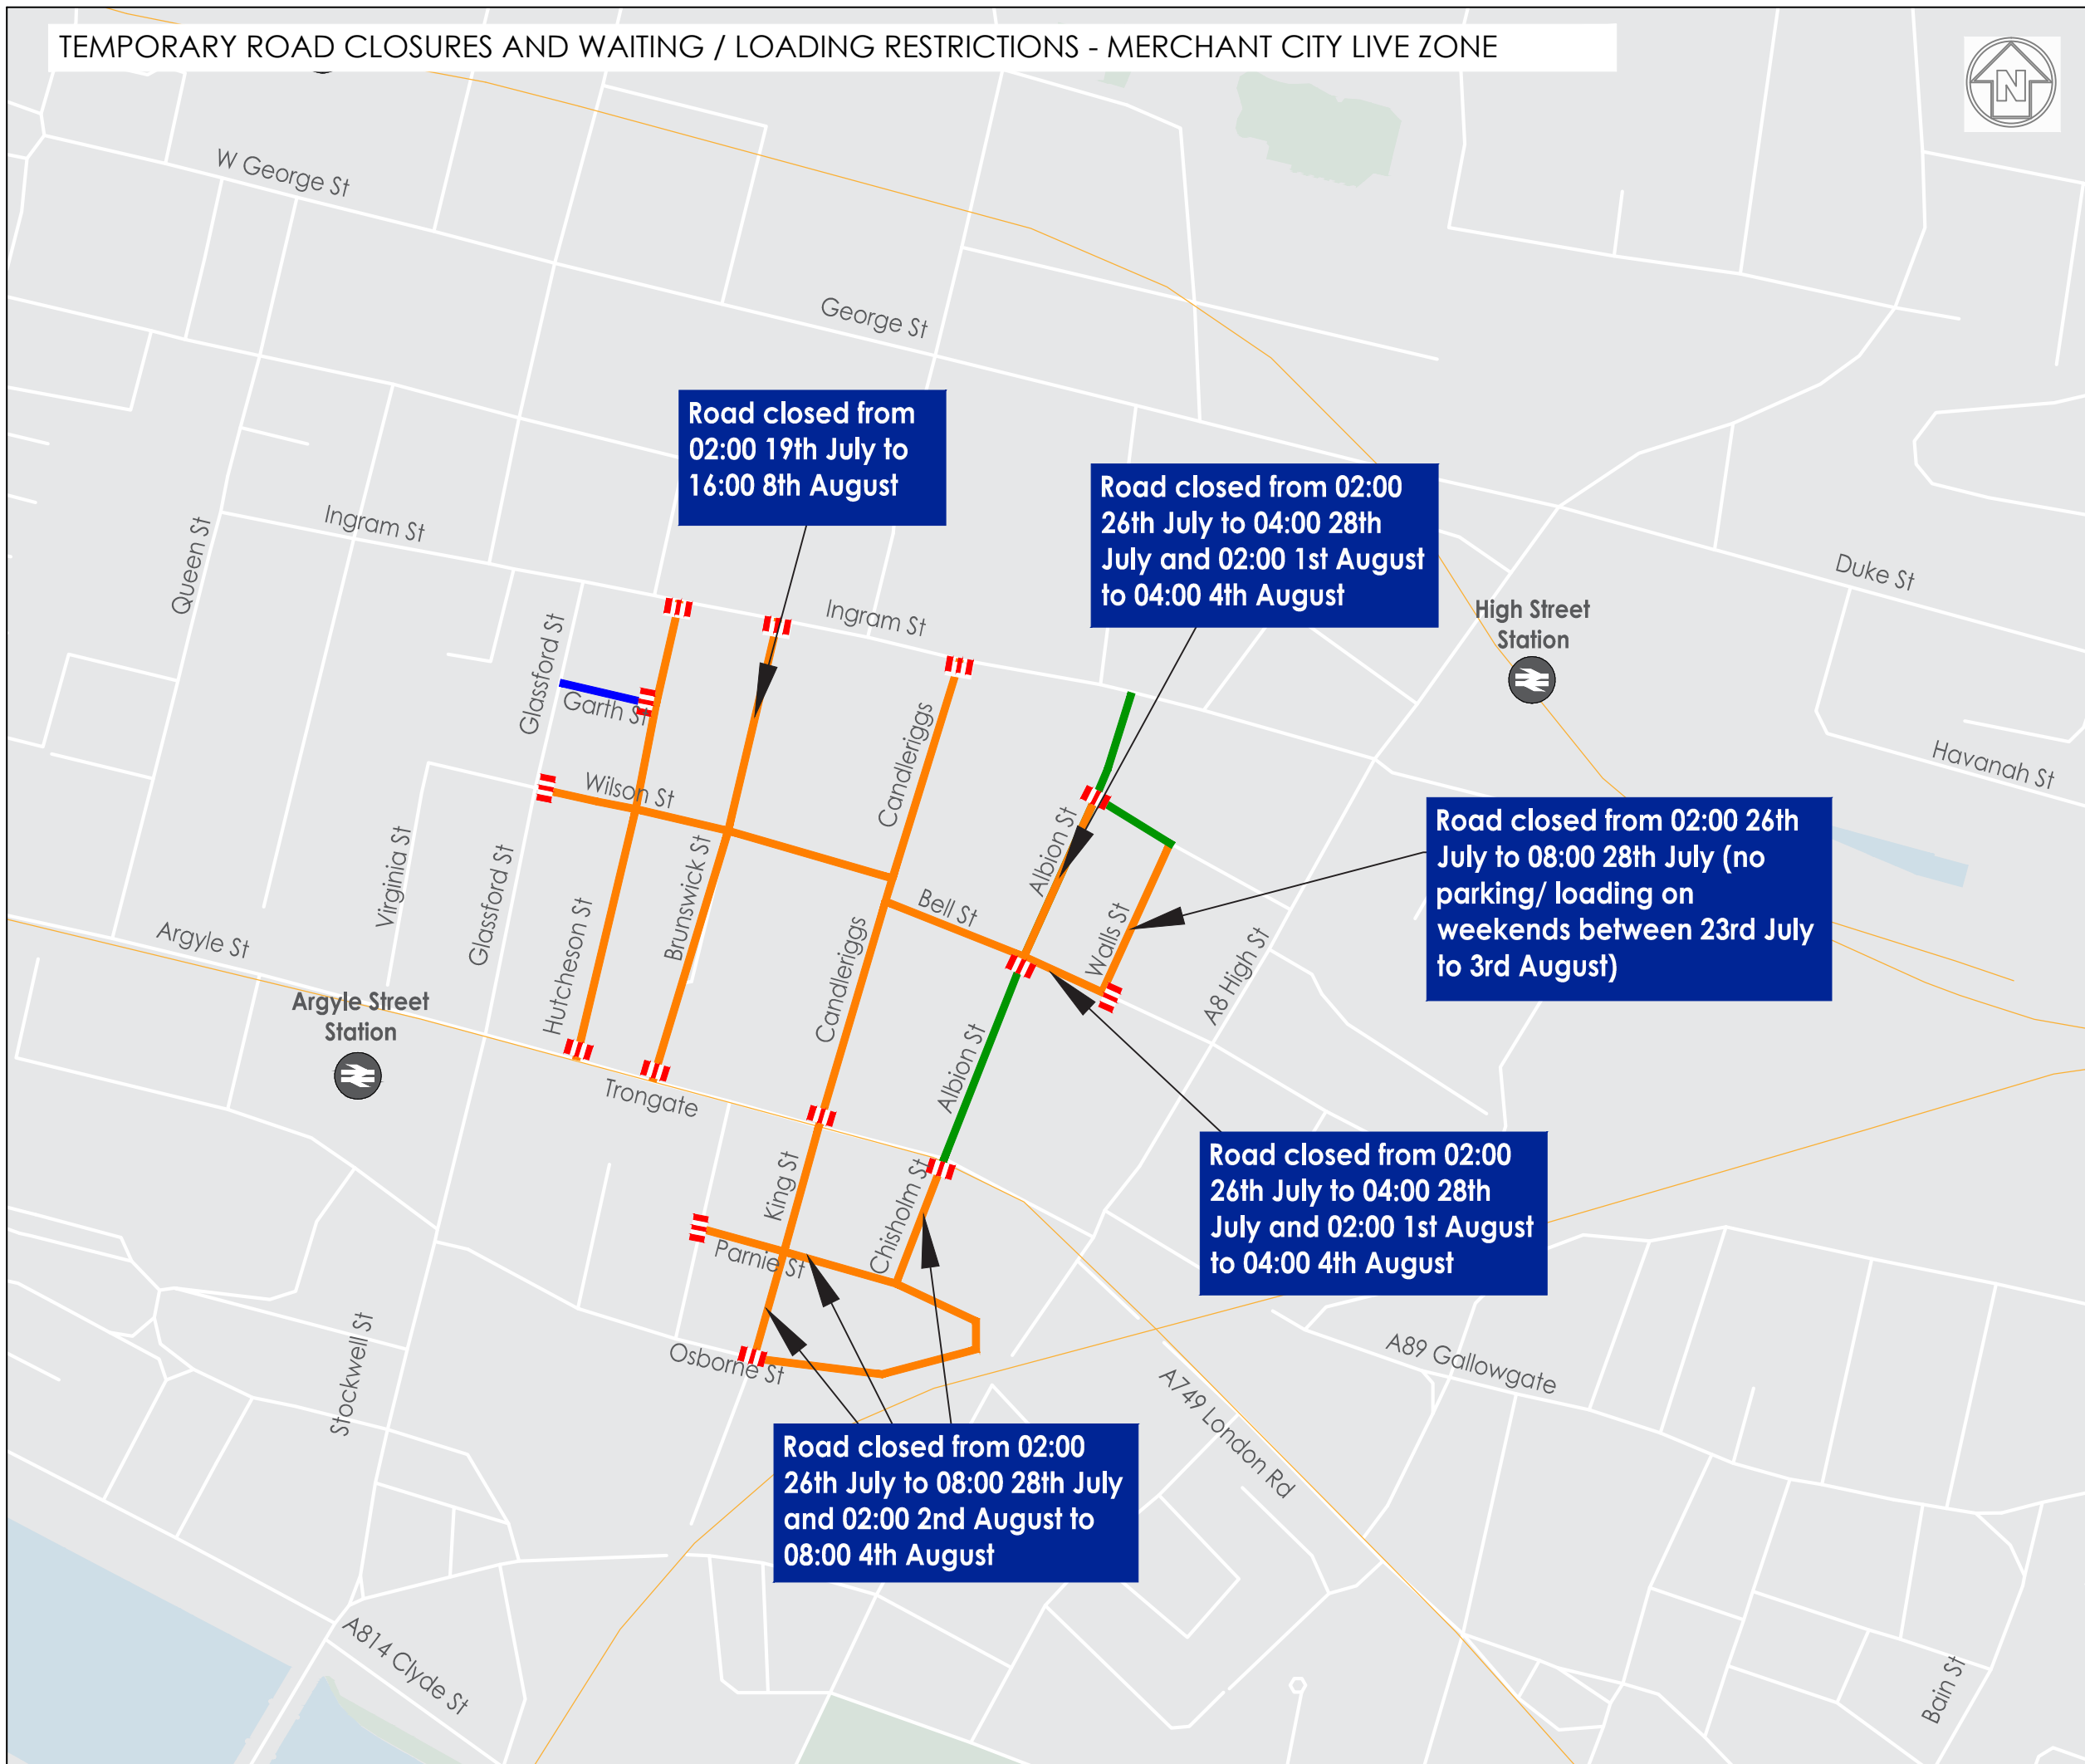 TEMPORARY ROAD CLOSURES AND WAITING / LOADING RESTRICTIONS - MERCHANT CITY LIVE ZONE
N
W George St
George St
Road closed from
02:00 19th July to
16:00 8th August
Road closed from 02:00
26th July to 04:00 28th
July and 02:00 1st August
to 04:00 4th August
Queen St
Ingram St
Ingram St
Duke St
High Street
Station
Glassford St
Garth St
Havanah St
Candleriggs
Wilson St
Albion St
Road closed from 02:00 26th
July to 08:00 28th July (no
parking/ loading on
weekends between 23rd July
to 3rd August)
Virginia St
Glassford St
Brunswick St
Bell St
Walls St
Argyle St
Hutcheson St
Candleriggs
A8 High St
Argyle Street
Station
Albion St
Trongate
Road closed from 02:00
26th July to 04:00 28th
July and 02:00 1st August
to 04:00 4th August
King St
Chisholm St
Parnie St
Osborne St
Stockwell St
A89 Gallowgate
A749 London Rd
Road closed from 02:00
26th July to 08:00 28th July
and 02:00 2nd August to
08:00 4th August
A814 Clyde St
Bain St